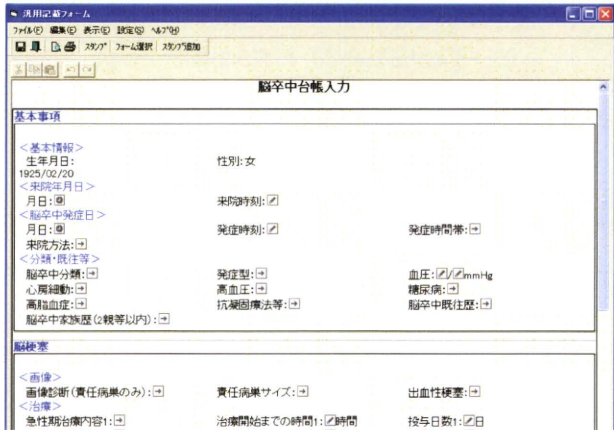 汎用記載フォーム
ファイル(F) 編集(E) 表示(E) 設定(S) ヘルプ(H)
スタンプ フォーム選択 スタンプ追加
脳卒中台帳入力
基本事項
<基本情報>
生年月日: 性別:女
1925/02/20
<来院年月日>
月日: 来院時刻:
<脳卒中発症日>
月日: 発症時刻: 発症時間帯:
来院方法:
<分類・既往等>
脳卒中分類: 発症型: 血圧: / mmHg
心房細動: 高血圧: 糖尿病:
高脂血症: 抗凝固療法等: 脳卒中既往歴:
脳卒中家族歴(2親等以内):
脳梗塞
<画像>
画像診断(責任病巣のみ): 責任病巣サイズ: 出血性梗塞:
<治療>
急性期治療内容1: 治療開始までの時間1: 時間 投与日数1: 日